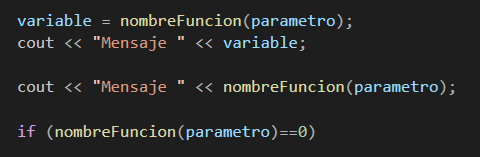 variable = nombreFuncion(parametro);
cout << "Mensaje " << variable;
cout << "Mensaje " << nombreFuncion(parametro);
if (nombreFuncion(parametro)==0)